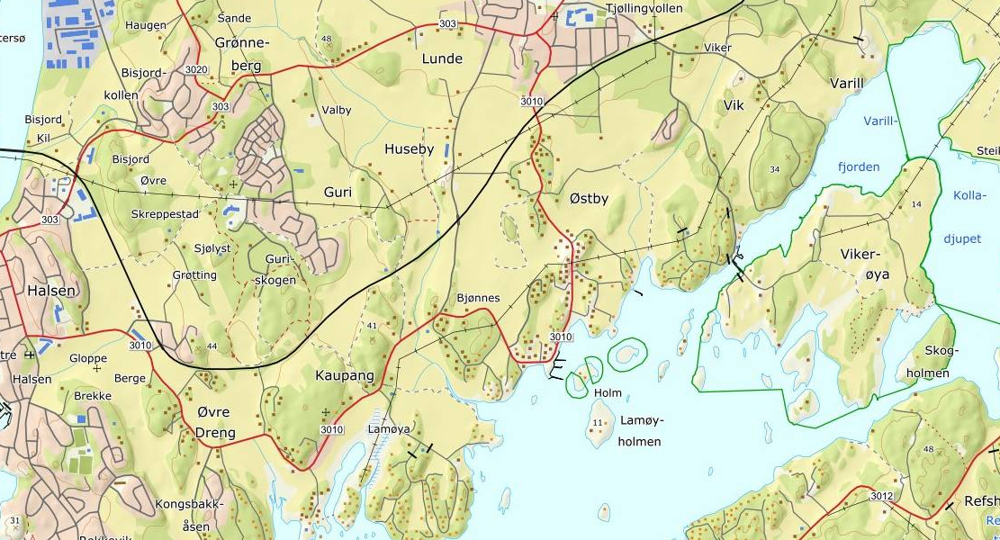 Haugen
Sande
303
Tjøllingvollen
tersø
48
Grønne-
berg
Lunde
Viker
Bisjord-
kollen
3020
Varill
303
Valby
3010
Vik
Bisjord
Kil
Varill-
fjorden
Huseby
Bisjord
34
Øvre
Guri
Østby
14
Kolla-
djupet
Skreppestad
303
Sjølyst
Guri-
skogen
Grøtting
Viker-
øya
Halsen
Bjønnes
41
3010
3010
44
tre
Gloppe
Skog-
holmen
Halsen
Berge
Kaupang
Brekke
Holm
Øvre
Dreng
3010
Lamøya
11
Lamøy-
holmen
48
3012
Kongsbakk-
åsen
Refsh
31
Re